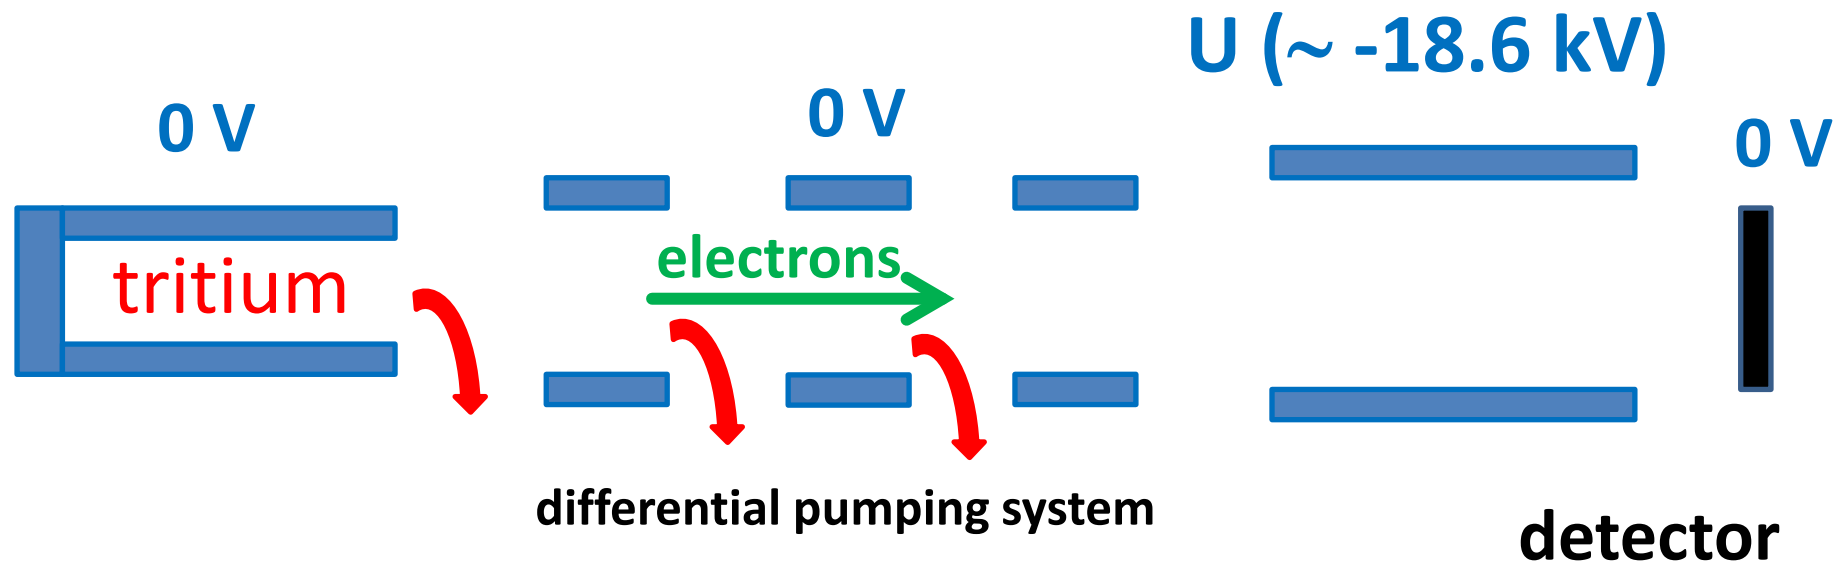 U (~ -18.6 kV)
0 V
0 V
0 V
electrons
tritium
differential pumping system
detector